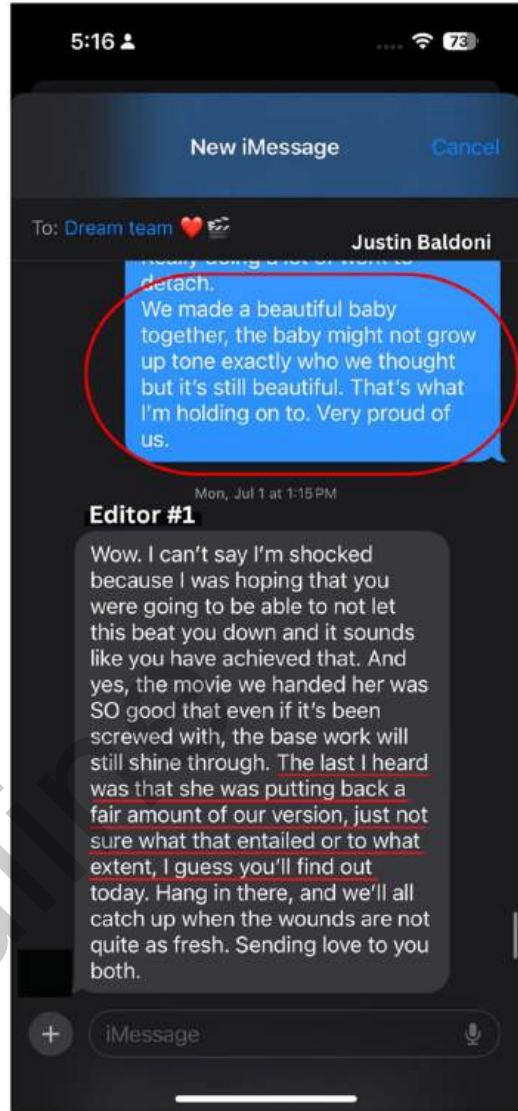 5:16
73
New iMessage
Cancel
To: Dream team ❤️🎬
Justin Baldoni
Really doing a lot of work to
detach.
We made a beautiful baby
together, the baby might not grow
up tone exactly who we thought
but it's still beautiful. That's what
I'm holding on to. Very proud of
us.
Mon, Jul 1 at 1:15 PM
Editor #1
Wow. I can't say I'm shocked
because I was hoping that you
were going to be able to not let
this beat you down and it sounds
like you have achieved that. And
yes, the movie we handed her was
SO good that even if it's been
screwed with, the base work will
still shine through. The last I heard
was that she was putting back a
fair amount of our version, just not
sure what that entailed or to what
extent, I guess you'll find out
today. Hang in there, and we'll all
catch up when the wounds are not
quite as fresh. Sending love to you
both.
iMessage